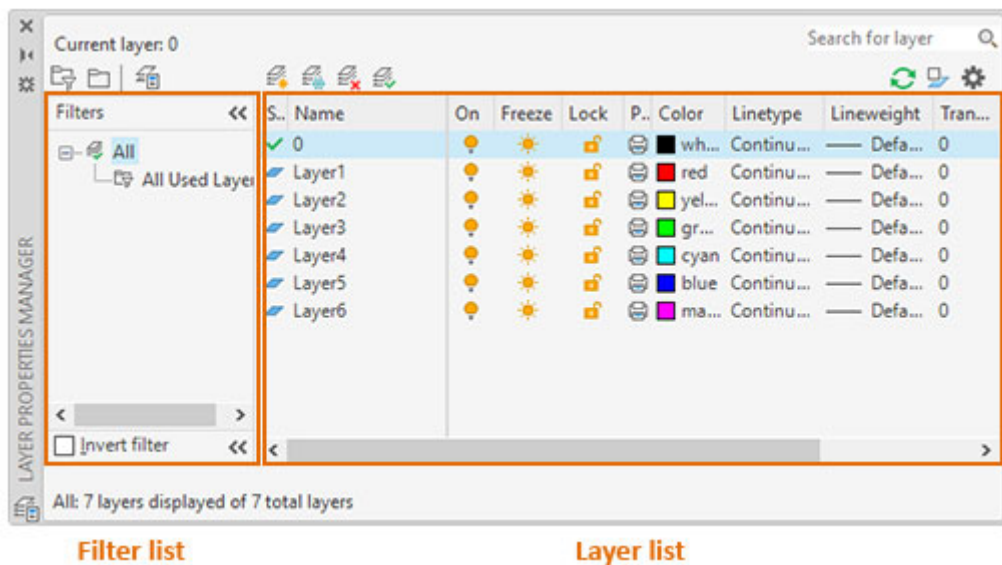 Current layer: 0
Search for layer
Filters
S.. Name On Freeze Lock P.. Color Linetype Lineweight Tran...
All
All Used Layer
0 wh... Continu... Defa... 0
Layer1 red Continu... Defa... 0
Layer2 yel... Continu... Defa... 0
Layer3 gr... Continu... Defa... 0
Layer4 cyan Continu... Defa... 0
Layer5 blue Continu... Defa... 0
Layer6 ma... Continu... Defa... 0
Invert filter
All: 7 layers displayed of 7 total layers
LAYER PROPERTIES MANAGER
Filter list
Layer list